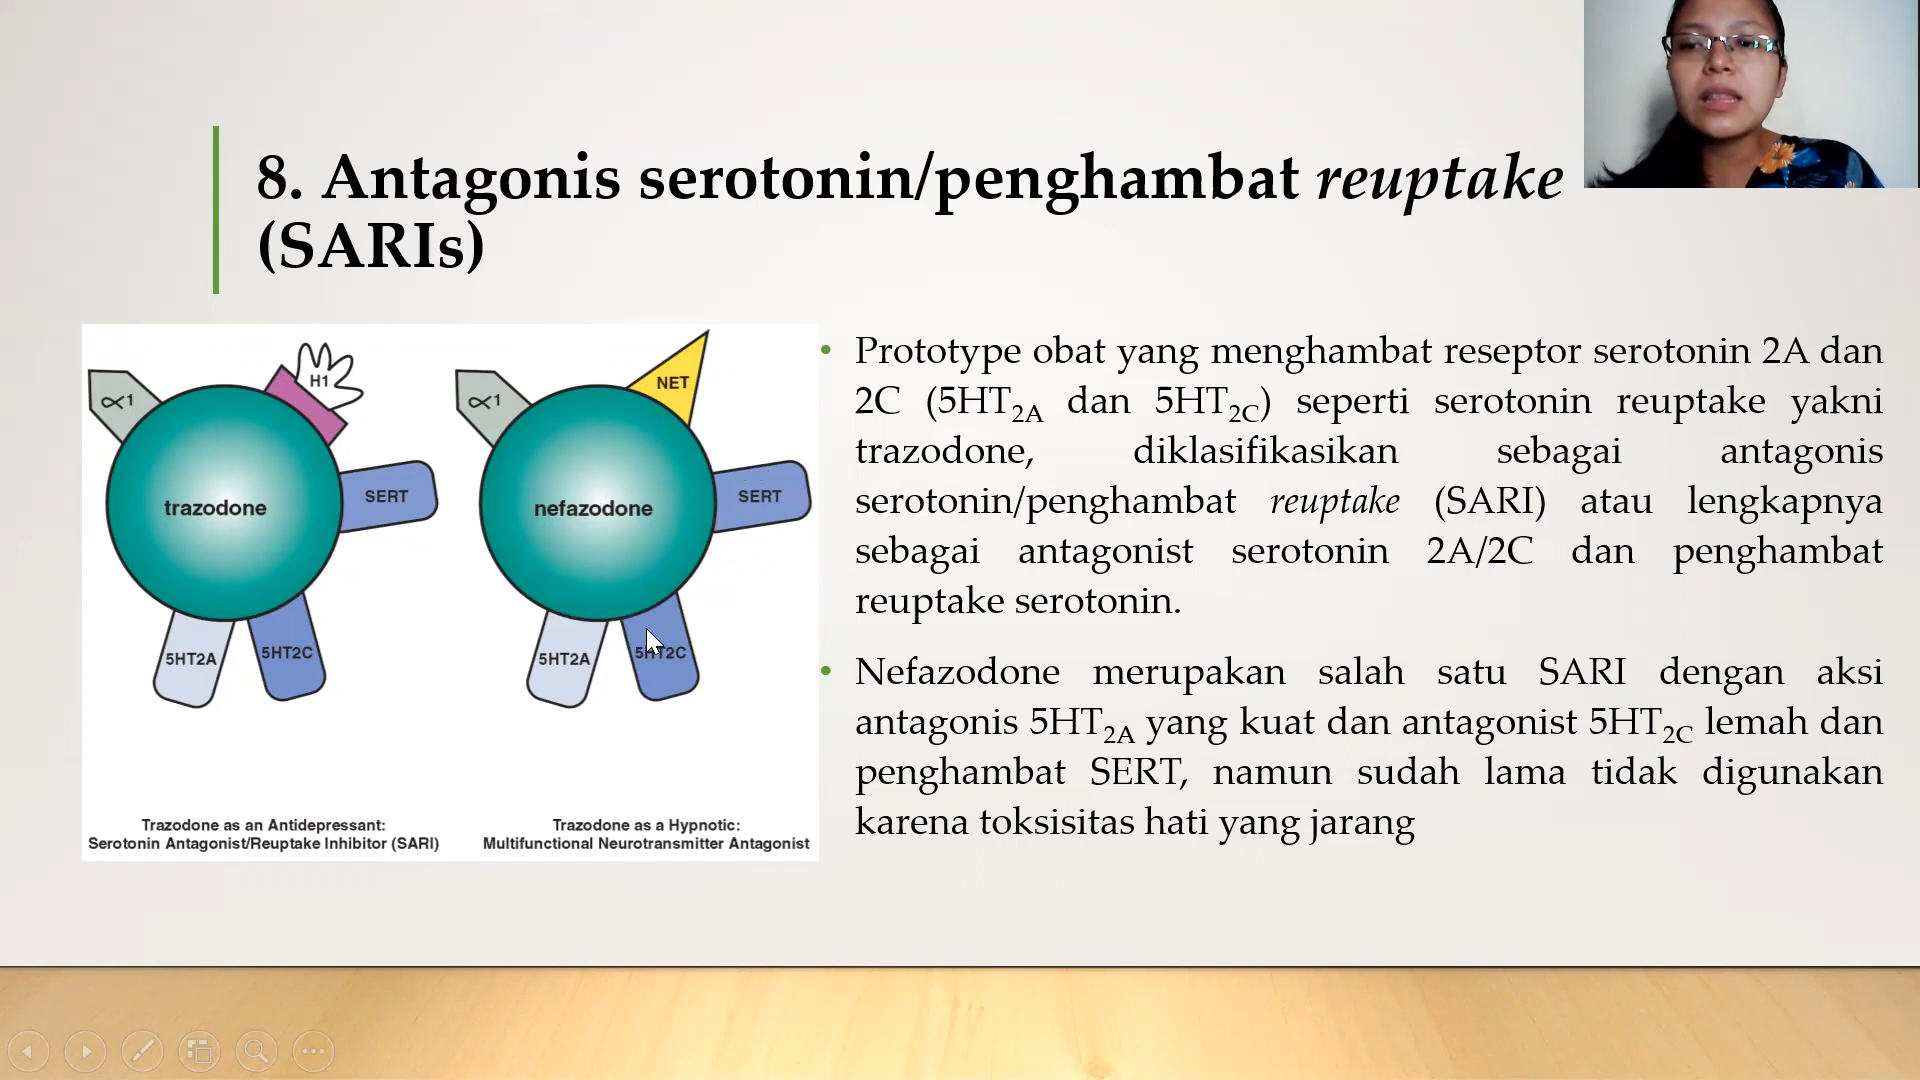 8. Antagonis serotonin/penghambat reuptake
(SARIs)
∝1
H1
SERT
trazodone
5HT2A
5HT2C
∝1
NET
SERT
nefazodone
5HT2A
5HT2C
Trazodone as an Antidepressant:
Serotonin Antagonist/Reuptake Inhibitor (SARI)
Trazodone as a Hypnotic:
Multifunctional Neurotransmitter Antagonist
• Prototype obat yang menghambat reseptor serotonin 2A dan
2C (5HT2A dan 5HT2C) seperti serotonin reuptake yakni
trazodone, diklasifikasikan sebagai antagonis
serotonin/penghambat reuptake (SARI) atau lengkapnya
sebagai antagonist serotonin 2A/2C dan penghambat
reuptake serotonin.
• Nefazodone merupakan salah satu SARI dengan aksi
antagonis 5HT2A yang kuat dan antagonist 5HT2C lemah dan
penghambat SERT, namun sudah lama tidak digunakan
karena toksisitas hati yang jarang